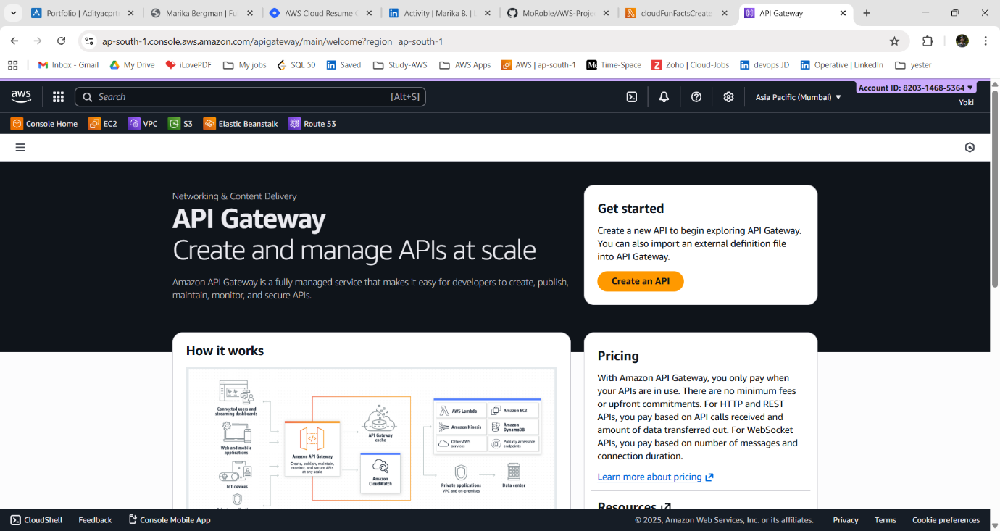 Portfolio | Adityacprt
Marika Bergman | Ful
AWS Cloud Resume C
Activity | Marika B. | L
MoRoble/AWS-Proje
cloudFunFactsCreate
API Gateway
ap-south-1.console.aws.amazon.com/apigateway/main/welcome?region=ap-south-1
Inbox - Gmail
My Drive
iLovePDF
My jobs
SQL 50
Saved
Study-AWS
AWS Apps
AWS | ap-south-1
Time-Space
Zoho | Cloud-Jobs
devops JD
Operative | LinkedIn
yester
aws
Search
[Alt+S]
Asia Pacific (Mumbai)
Account ID: 8203-1468-5364
Yoki
Console Home
EC2
VPC
S3
Elastic Beanstalk
Route 53
Networking & Content Delivery
API Gateway
Create and manage APIs at scale
Amazon API Gateway is a fully managed service that makes it easy for developers to create, publish,
maintain, monitor, and secure APIs.
Get started
Create a new API to begin exploring API Gateway.
You can also import an external definition file
into API Gateway.
Create an API
How it works
Connected users and
streaming dashboards
Web and mobile
applications
IoT devices
Amazon API Gateway
Create, publish, maintain,
monitor, and secure APIs
at any scale
API Gateway
cache
Amazon
CloudWatch
AWS Lambda
Amazon EC2
Amazon Kinesis
Amazon
DynamoDB
Other AWS
services
Publicly accessible
endpoints
Private applications
VPC and on-premises
Data center
Pricing
With Amazon API Gateway, you only pay when
your APIs are in use. There are no minimum fees
or upfront commitments. For HTTP and REST
APIs, you pay based on API calls received and
amount of data transferred out. For WebSocket
APIs, you pay based on number of messages and
connection duration.
Learn more about pricing
Resources
CloudShell
Feedback
Console Mobile App
© 2025, Amazon Web Services, Inc. or its affiliates.
Privacy
Terms
Cookie preferences